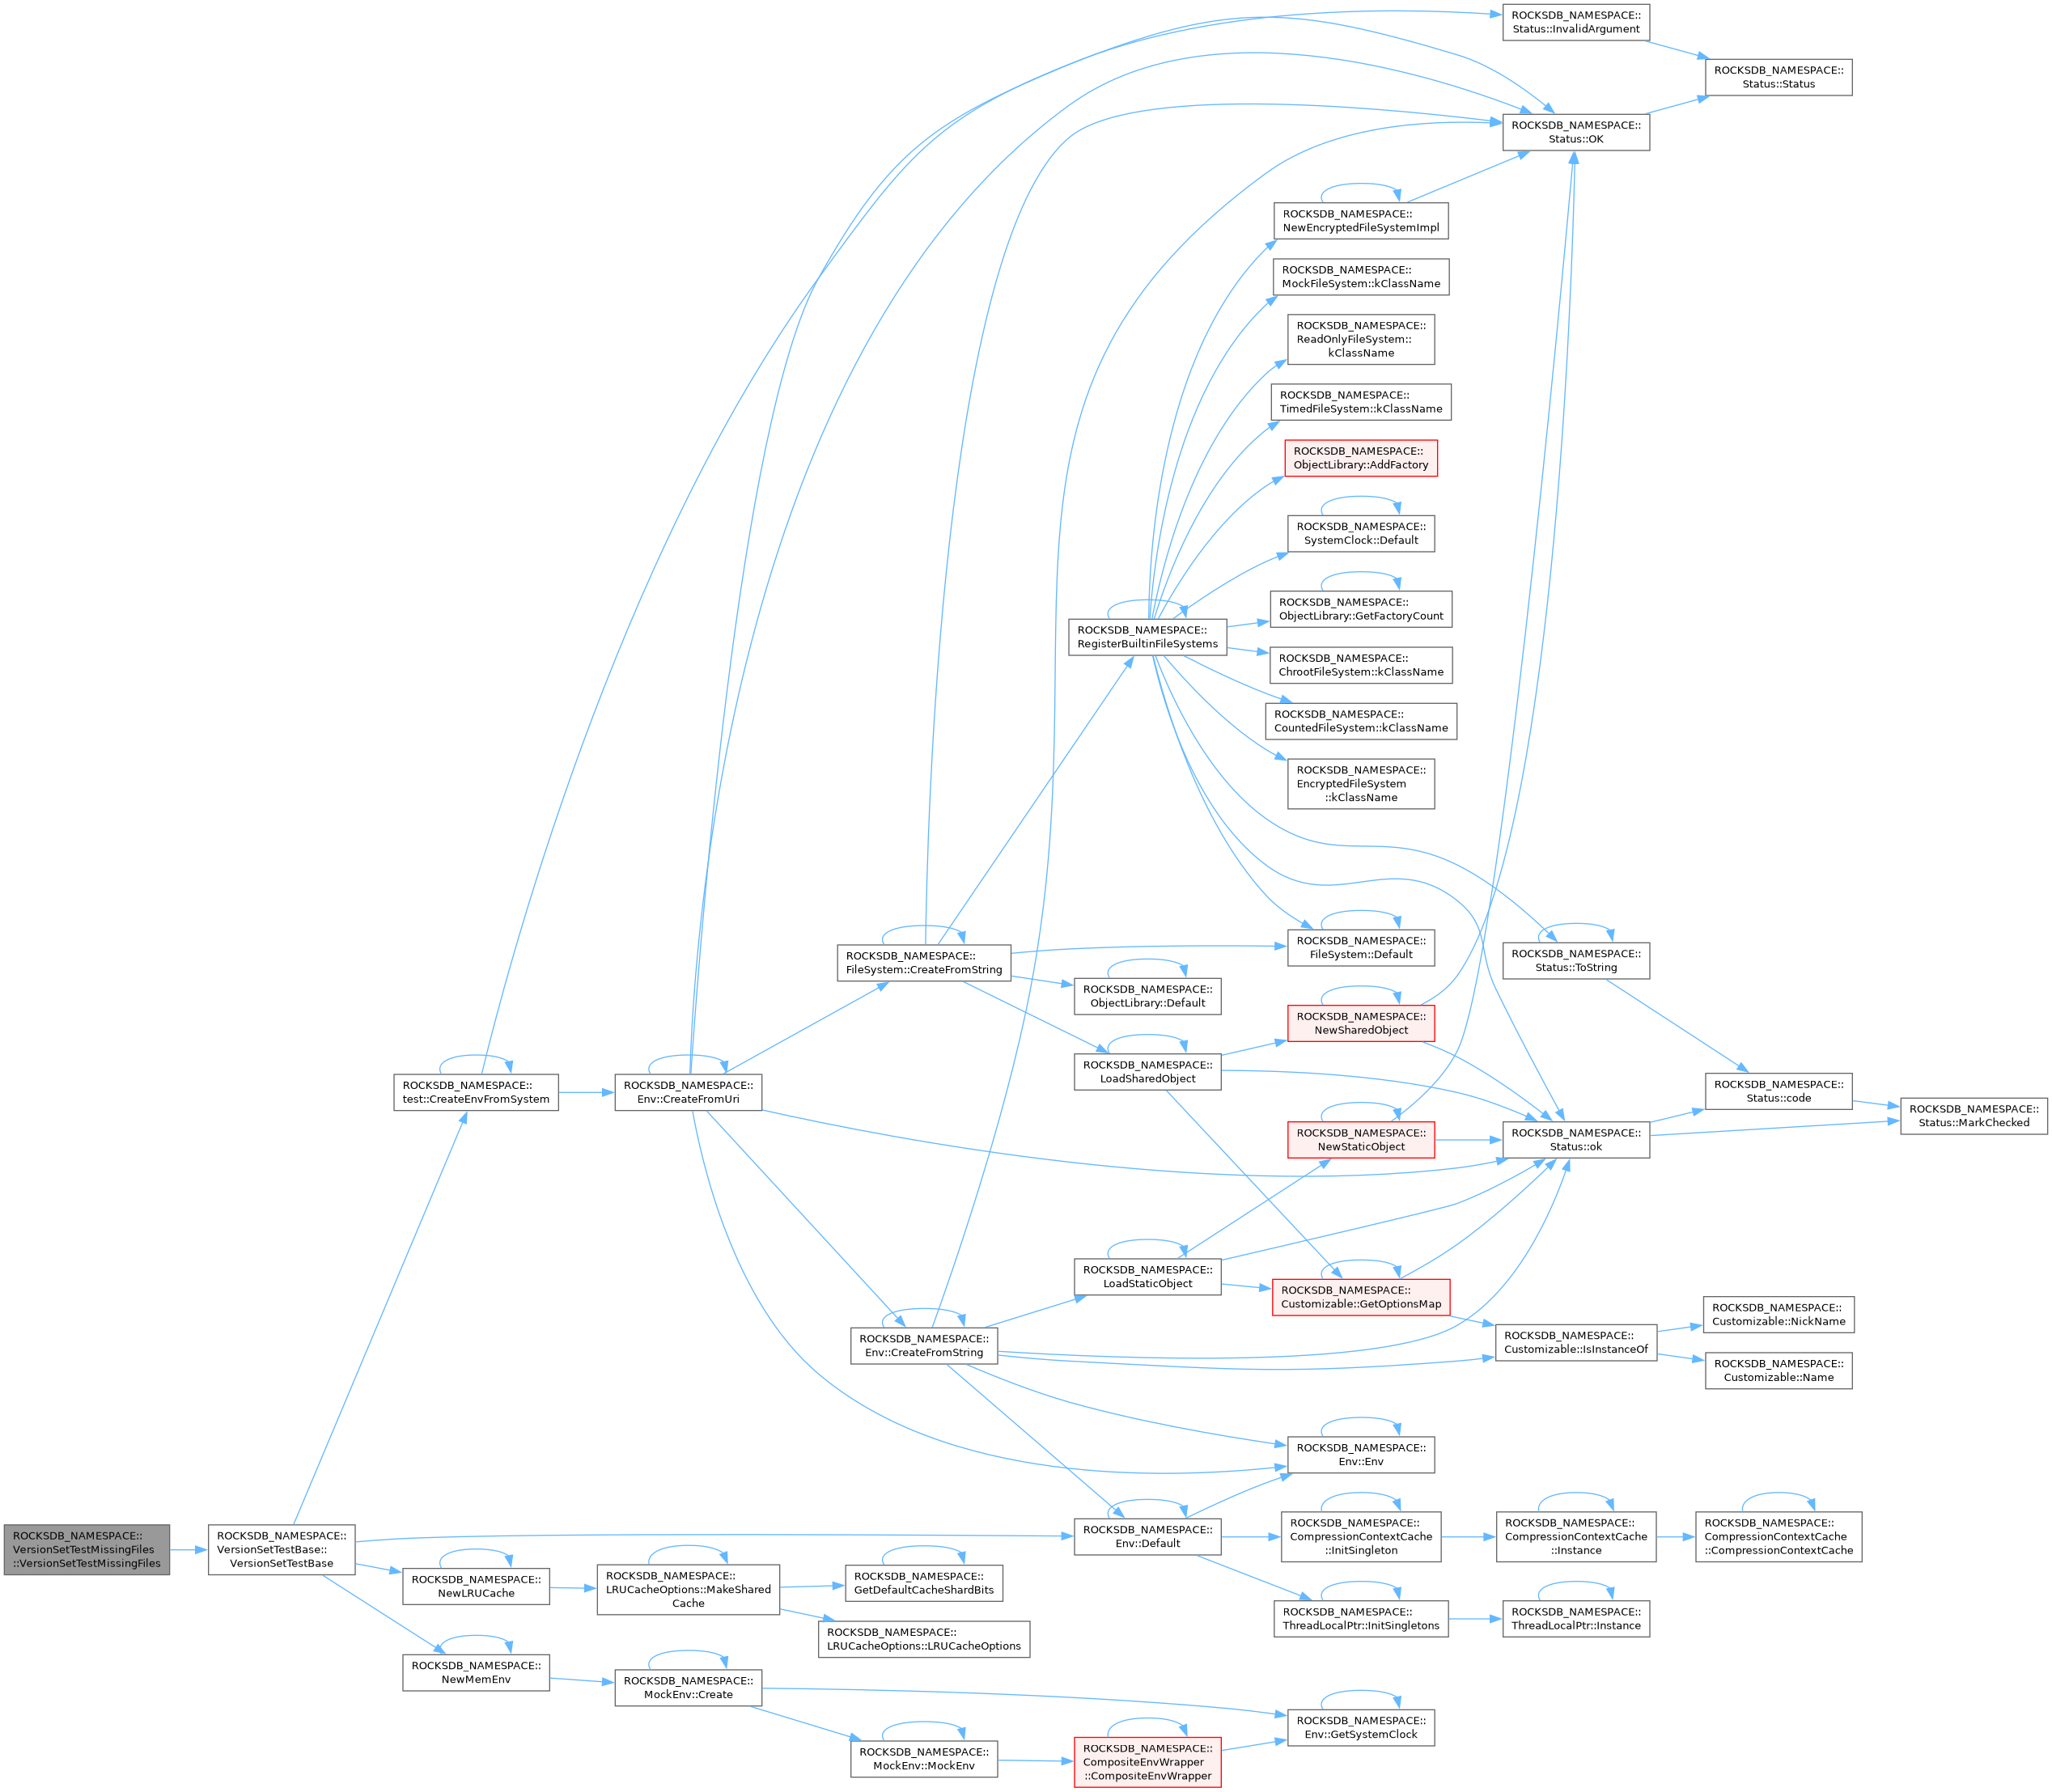 ROCKSDB_NAMESPACE::
VersionSetTestMissingFiles
::VersionSetTestMissingFiles
ROCKSDB_NAMESPACE::
VersionSetTestBase::
VersionSetTestBase
ROCKSDB_NAMESPACE::
test::CreateEnvFromSystem
ROCKSDB_NAMESPACE::
NewLRUCache
ROCKSDB_NAMESPACE::
NewMemEnv
ROCKSDB_NAMESPACE::
Env::CreateFromUri
ROCKSDB_NAMESPACE::
LRUCacheOptions::MakeShared
Cache
ROCKSDB_NAMESPACE::
MockEnv::Create
ROCKSDB_NAMESPACE::
FileSystem::CreateFromString
ROCKSDB_NAMESPACE::
Env::CreateFromString
ROCKSDB_NAMESPACE::
GetDefaultCacheShardBits
ROCKSDB_NAMESPACE::
LRUCacheOptions::LRUCacheOptions
ROCKSDB_NAMESPACE::
MockEnv::MockEnv
ROCKSDB_NAMESPACE::
RegisterBuiltinFileSystems
ROCKSDB_NAMESPACE::
ObjectLibrary::Default
ROCKSDB_NAMESPACE::
LoadSharedObject
ROCKSDB_NAMESPACE::
LoadStaticObject
ROCKSDB_NAMESPACE::
Env::Default
ROCKSDB_NAMESPACE::
CompositeEnvWrapper
::CompositeEnvWrapper
ROCKSDB_NAMESPACE::
NewEncryptedFileSystemImpl
ROCKSDB_NAMESPACE::
MockFileSystem::kClassName
ROCKSDB_NAMESPACE::
ReadOnlyFileSystem::
kClassName
ROCKSDB_NAMESPACE::
TimedFileSystem::kClassName
ROCKSDB_NAMESPACE::
ObjectLibrary::AddFactory
ROCKSDB_NAMESPACE::
SystemClock::Default
ROCKSDB_NAMESPACE::
ObjectLibrary::GetFactoryCount
ROCKSDB_NAMESPACE::
ChrootFileSystem::kClassName
ROCKSDB_NAMESPACE::
CountedFileSystem::kClassName
ROCKSDB_NAMESPACE::
EncryptedFileSystem
::kClassName
ROCKSDB_NAMESPACE::
FileSystem::Default
ROCKSDB_NAMESPACE::
NewSharedObject
ROCKSDB_NAMESPACE::
NewStaticObject
ROCKSDB_NAMESPACE::
Customizable::GetOptionsMap
ROCKSDB_NAMESPACE::
Env::Env
ROCKSDB_NAMESPACE::
CompressionContextCache
::InitSingleton
ROCKSDB_NAMESPACE::
ThreadLocalPtr::InitSingletons
ROCKSDB_NAMESPACE::
Env::GetSystemClock
ROCKSDB_NAMESPACE::
Status::InvalidArgument
ROCKSDB_NAMESPACE::
Status::OK
ROCKSDB_NAMESPACE::
Status::ToString
ROCKSDB_NAMESPACE::
Status::ok
ROCKSDB_NAMESPACE::
Customizable::IsInstanceOf
ROCKSDB_NAMESPACE::
CompressionContextCache
::Instance
ROCKSDB_NAMESPACE::
ThreadLocalPtr::Instance
ROCKSDB_NAMESPACE::
Status::Status
ROCKSDB_NAMESPACE::
Status::code
ROCKSDB_NAMESPACE::
Customizable::NickName
ROCKSDB_NAMESPACE::
Customizable::Name
ROCKSDB_NAMESPACE::
CompressionContextCache
::CompressionContextCache
ROCKSDB_NAMESPACE::
Status::MarkChecked